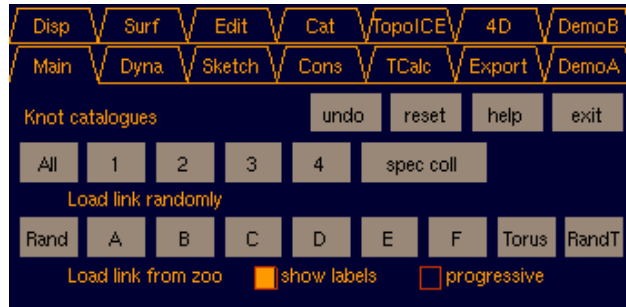 Disp Surf Edit Cat TopoICE 4D DemoB
Main Dyna Sketch Cons TCalc Export DemoA
Knot catalogues undo reset help exit
All 1 2 3 4 spec coll
Load link randomly
Rand A B C D E F Torus RandT
Load link from zoo show labels progressive